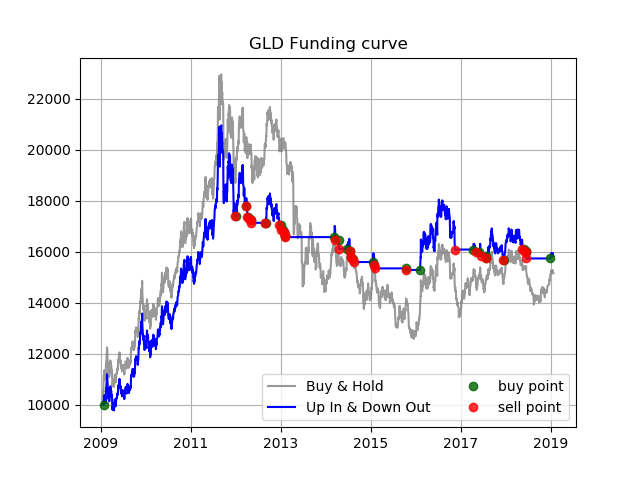 GLD Funding curve
22000
20000
18000
16000
14000
12000
10000
Buy & Hold
Up In & Down Out
buy point
sell point
2009 2011 2013 2015 2017 2019